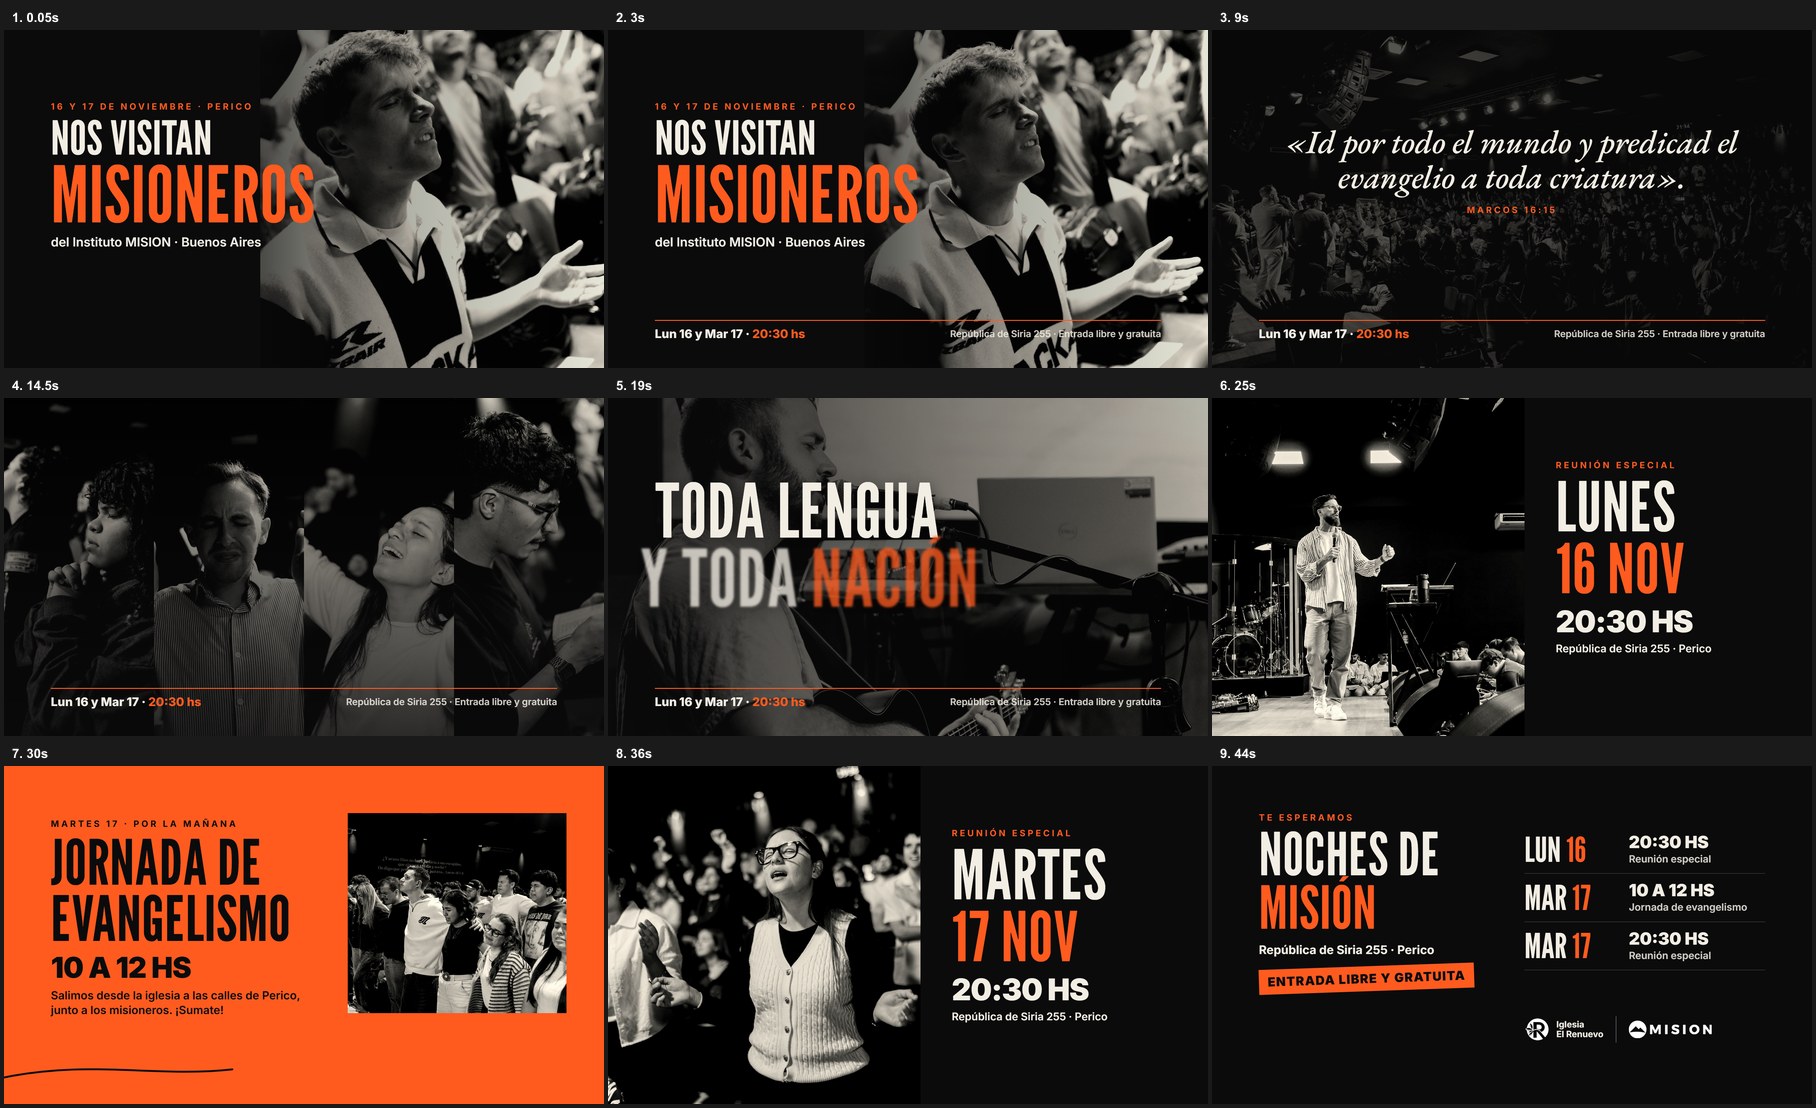 1. 0.05s
16 Y 17 DE NOVIEMBRE · PERICO
NOS VISITAN
MISIONEROS
del Instituto MISION · Buenos Aires
2. 3s
16 Y 17 DE NOVIEMBRE · PERICO
NOS VISITAN
MISIONEROS
del Instituto MISION · Buenos Aires
Lun 16 y Mar 17 · 20:30 hs
República de Siria 255 · Entrada libre y gratuita
3. 9s
«Id por todo el mundo y predicad el
evangelio a toda criatura».
MARCOS 16:15
Lun 16 y Mar 17 · 20:30 hs
República de Siria 255 · Entrada libre y gratuita
4. 14.5s
Lun 16 y Mar 17 · 20:30 hs
República de Siria 255 · Entrada libre y gratuita
5. 19s
TODA LENGUA
Y TODA NACIÓN
Lun 16 y Mar 17 · 20:30 hs
República de Siria 255 · Entrada libre y gratuita
6. 25s
REUNIÓN ESPECIAL
LUNES
16 NOV
20:30 HS
República de Siria 255 · Perico
7. 30s
MARTES 17 · POR LA MAÑANA
JORNADA DE
EVANGELISMO
10 A 12 HS
Salimos desde la iglesia a las calles de Perico,
junto a los misioneros. ¡Sumate!
8. 36s
REUNIÓN ESPECIAL
MARTES
17 NOV
20:30 HS
República de Siria 255 · Perico
9. 44s
TE ESPERAMOS
NOCHES DE
MISIÓN
República de Siria 255 · Perico
ENTRADA LIBRE Y GRATUITA
LUN 16
20:30 HS
Reunión especial
MAR 17
10 A 12 HS
Jornada de evangelismo
MAR 17
20:30 HS
Reunión especial
Iglesia
El Renuevo
MISION